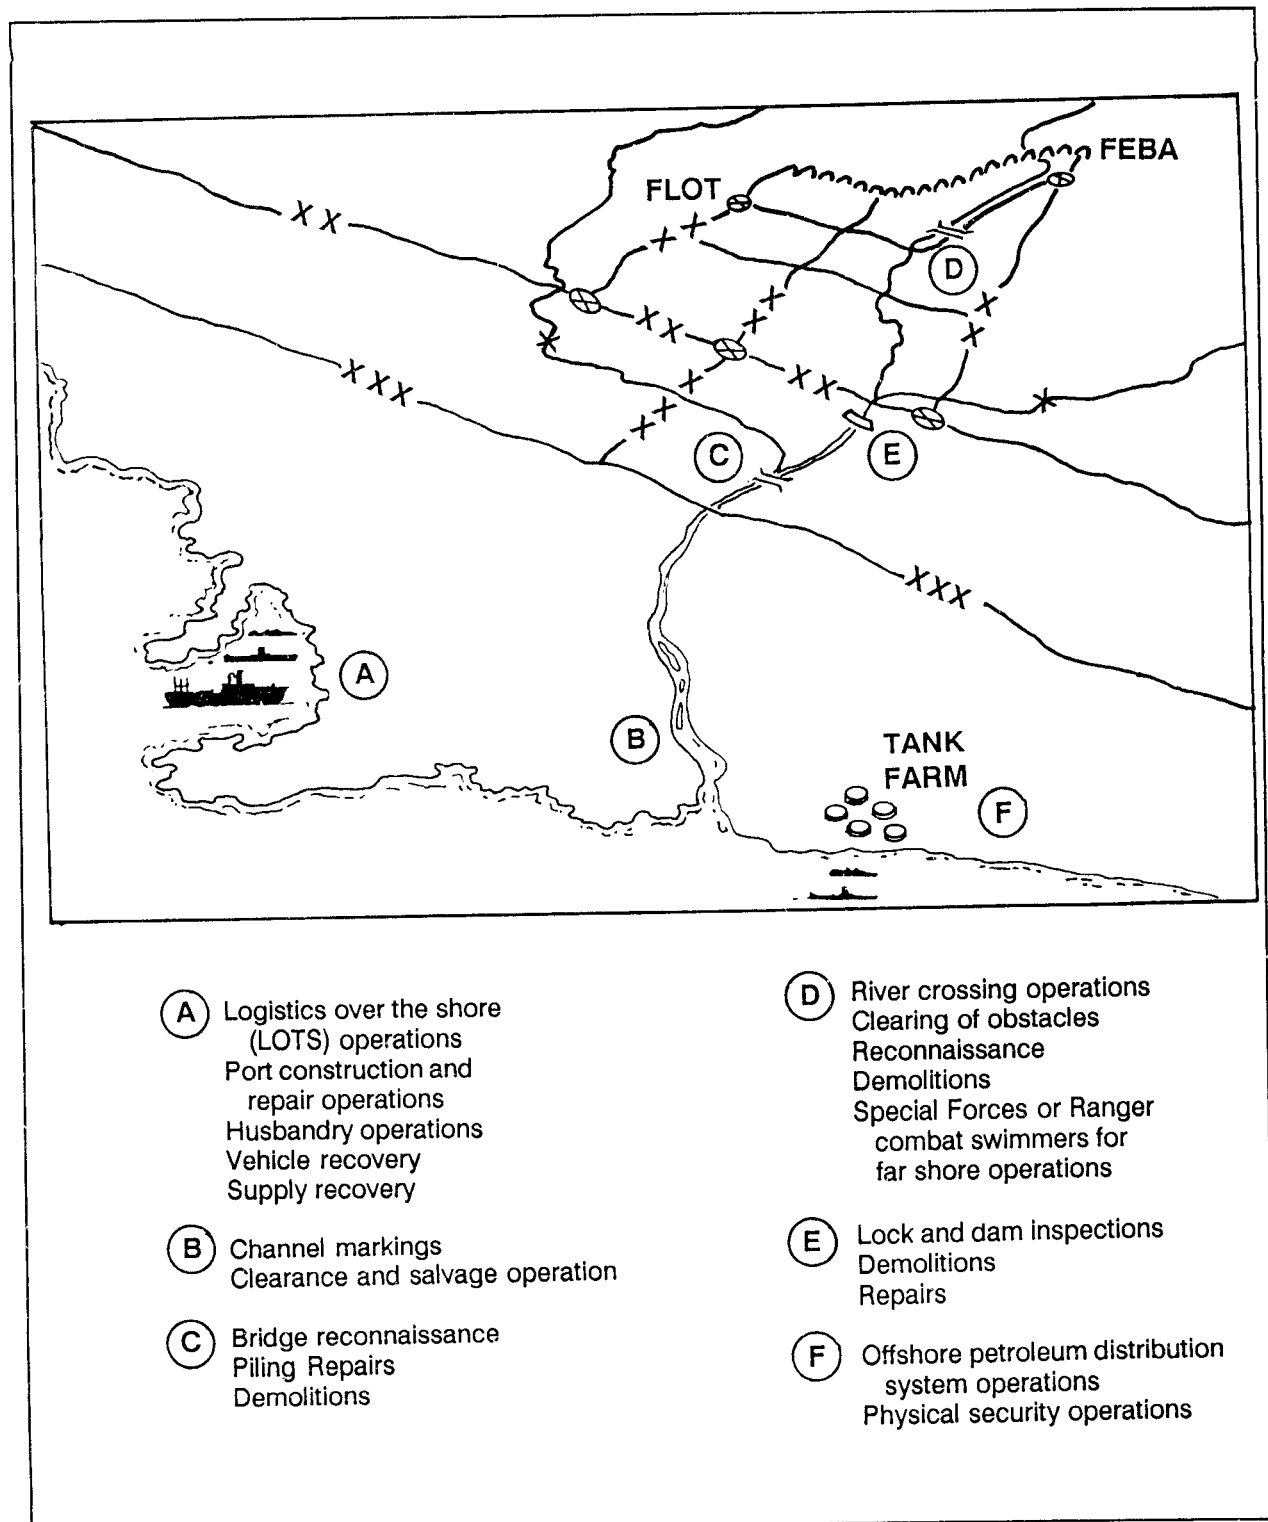 FEBA
FLOT
XX
XX
D
X
X
XX
X
X
XX
X
XXX
X
X
C
E
XXX
A
B
TANK
FARM
F
A Logistics over the shore
(LOTS) operations
Port construction and
repair operations
Husbandry operations
Vehicle recovery
Supply recovery
B Channel markings
Clearance and salvage operation
C Bridge reconnaissance
Piling Repairs
Demolitions
D River crossing operations
Clearing of obstacles
Reconnaissance
Demolitions
Special Forces or Ranger
combat swimmers for
far shore operations
E Lock and dam inspections
Demolitions
Repairs
F Offshore petroleum distribution
system operations
Physical security operations